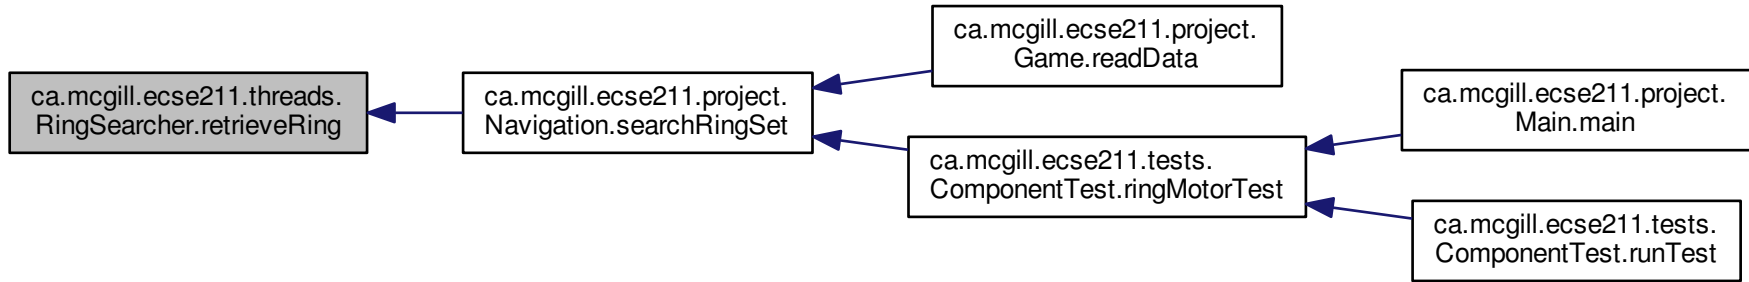 ca.mcgill.ecse211.threads.
RingSearcher.retrieveRing
ca.mcgill.ecse211.project.
Navigation.searchRingSet
ca.mcgill.ecse211.project.
Game.readData
ca.mcgill.ecse211.tests.
ComponentTest.ringMotorTest
ca.mcgill.ecse211.project.
Main.main
ca.mcgill.ecse211.tests.
ComponentTest.runTest